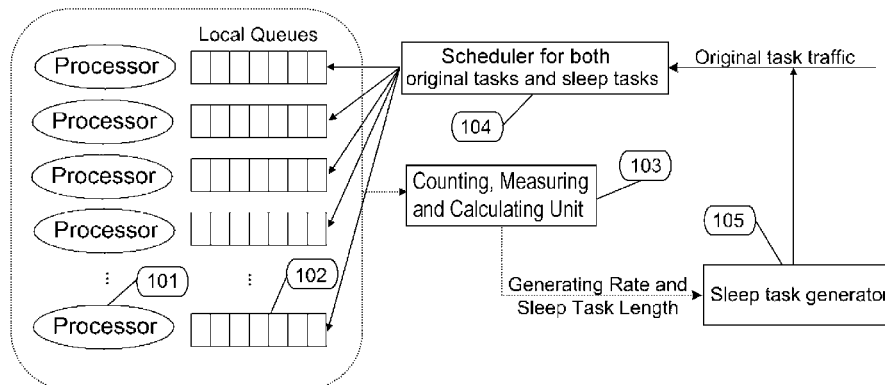 Local Queues
Processor
Scheduler for both
original tasks and sleep tasks
Original task traffic
Processor
104
Processor
Counting, Measuring
and Calculating Unit
103
Processor
105
...
101
...
102
Generating Rate and
Sleep Task Length
Sleep task generator
Processor